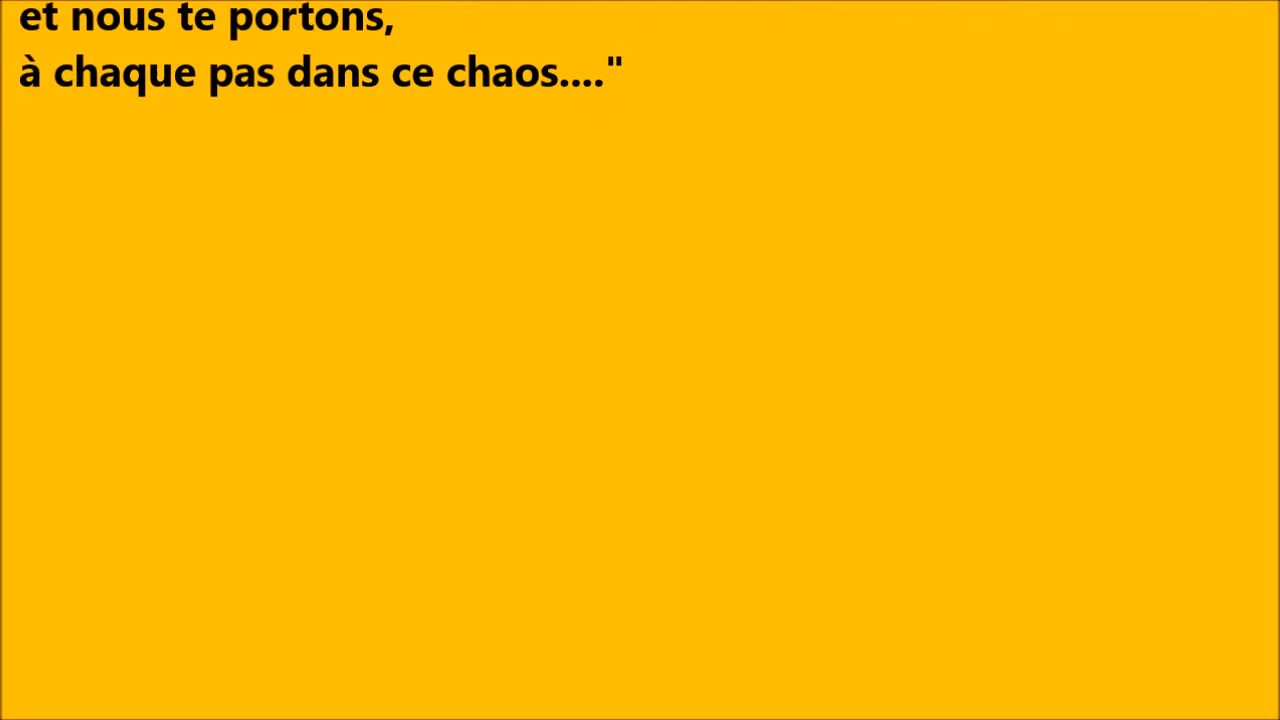 et nous te portons,
à chaque pas dans ce chaos...."